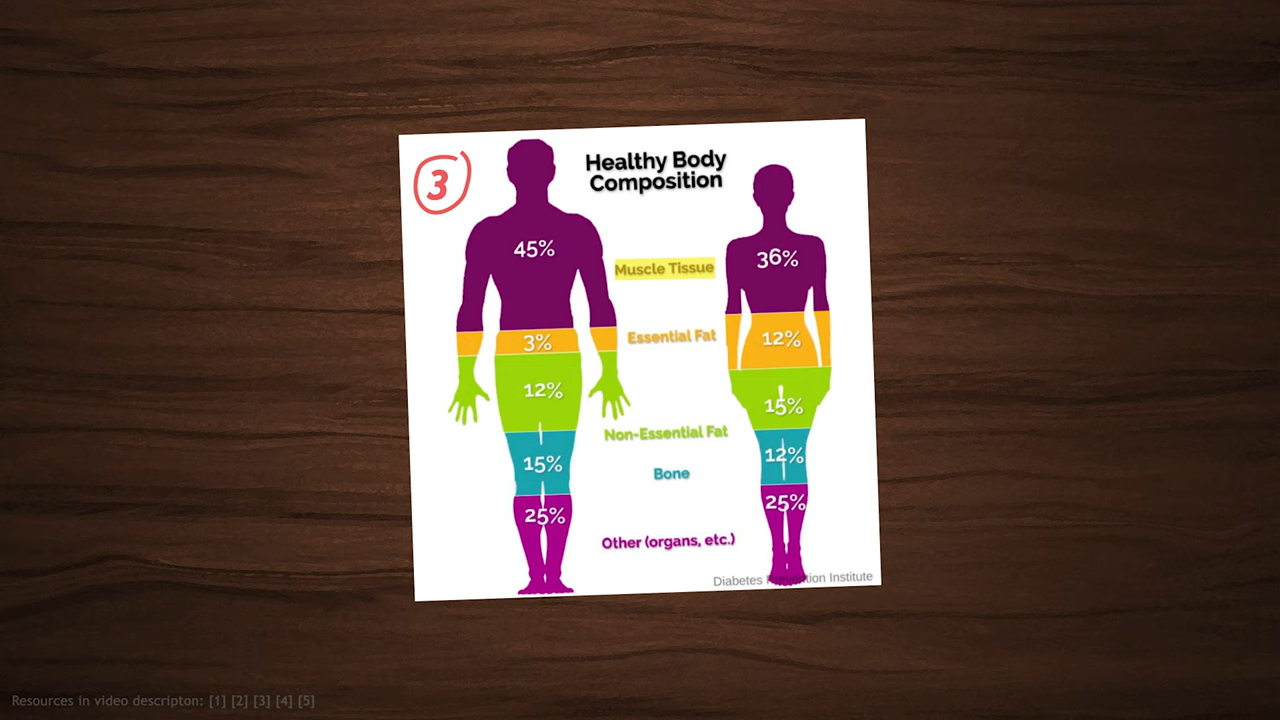 3
Healthy Body
Composition
45%
Muscle Tissue
36%
3%
Essential Fat
12%
12%
Non-Essential Fat
15%
15%
Bone
12%
25%
Other (organs, etc.)
25%
Diabetes Prevention Institute
Resources in video descripton: [1] [2] [3] [4] [5]